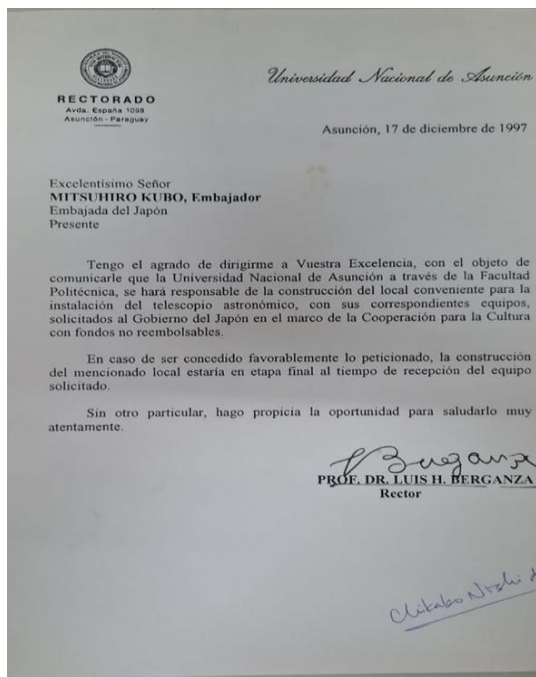 Universidad Nacional de Asunción
RECTORADO
Avda. España 1098
Asunción - Paraguay
Asunción, 17 de diciembre de 1997
Excelentísimo Señor
MITSUHIRO KUBO, Embajador
Embajada del Japón
Presente
Tengo el agrado de dirigirme a Vuestra Excelencia, con el objeto de
comunicarle que la Universidad Nacional de Asunción a través de la Facultad
Politécnica, se hará responsable de la construcción del local conveniente para la
instalación del telescopio astronómico, con sus correspondientes equipos,
solicitados al Gobierno del Japón en el marco de la Cooperación para la Cultura
con fondos no reembolsables.
En caso de ser concedido favorablemente lo peticionado, la construcción
del mencionado local estaría en etapa final al tiempo de recepción del equipo
solicitado.
Sin otro particular, hago propicia la oportunidad para saludarlo muy
atentamente.
Berganza
PROF. DR. LUIS H. BERGANZA
Rector
Chikako